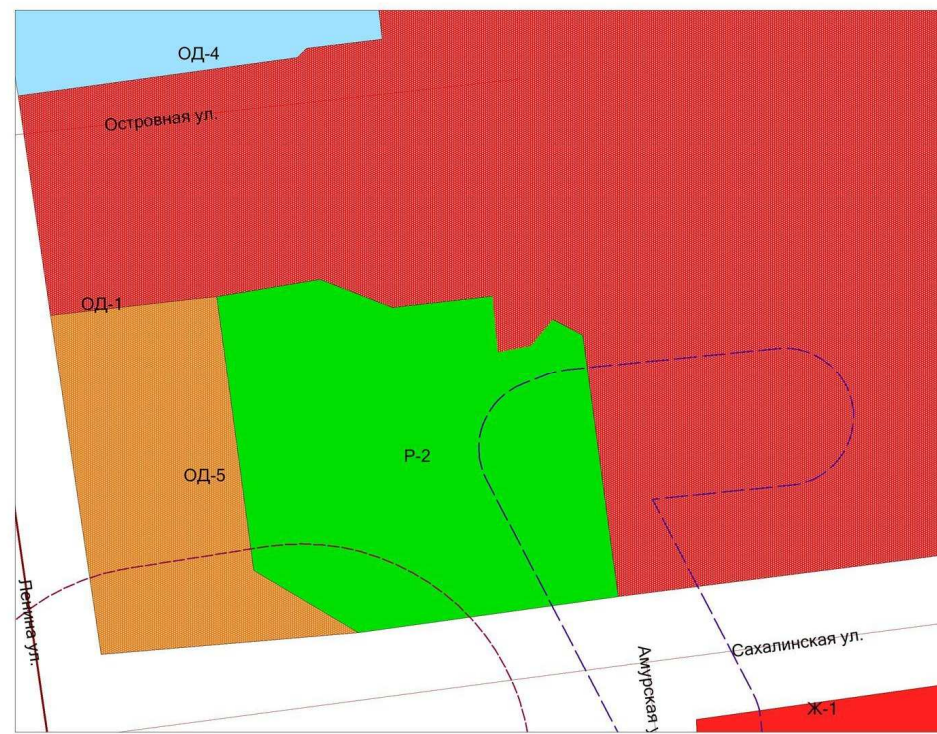 ОД-4
Островная ул.
ОД-1
Р-2
ОД-5
Ленина ул.
Сахалинская ул.
Амурская у
Ж-1